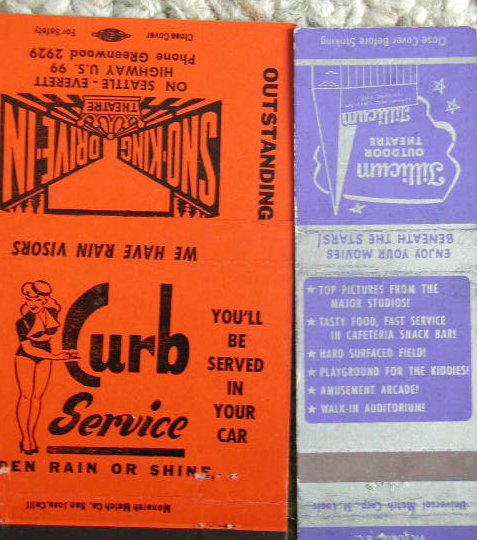 Close Cover
For Safety
Phone GReenwood 2929
HIGHWAY U.S. 99
ON SEATTLE - EVERETT
THEATRE
SNO-KING DRIVE-IN
OUTSTANDING
WE HAVE RAIN VISORS
Curb
Service
YOU'LL
BE
SERVED
IN
YOUR
CAR
PEN RAIN OR SHINE
Monarch Match Co. San Jose, Calif
Close Cover Before Striking
Tillicum
Tillicum
OUTDOOR
THEATRE
ENJOY YOUR MOVIES
BENEATH THE STARS!
★ TOP PICTURES FROM THE
MAJOR STUDIOS!
★ TASTY FOOD, FAST SERVICE
IN CAFETERIA SNACK BAR!
★ HARD SURFACED FIELD!
★ PLAYGROUND FOR THE KIDDIES!
★ AMUSEMENT ARCADE!
★ WALK-IN AUDITORIUM!
Universal Match Corp. St. Louis